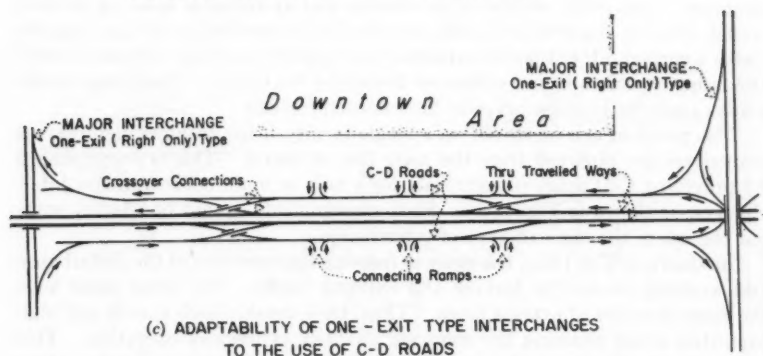 MAJOR INTERCHANGE
One-Exit (Right Only) Type
Downtown
Area
MAJOR INTERCHANGE
One-Exit ( Right Only) Type
Crossover Connections
C-D Roads
Thru Travelled Ways
Connecting Ramps
(c) ADAPTABILITY OF ONE - EXIT TYPE INTERCHANGES
TO THE USE OF C-D ROADS